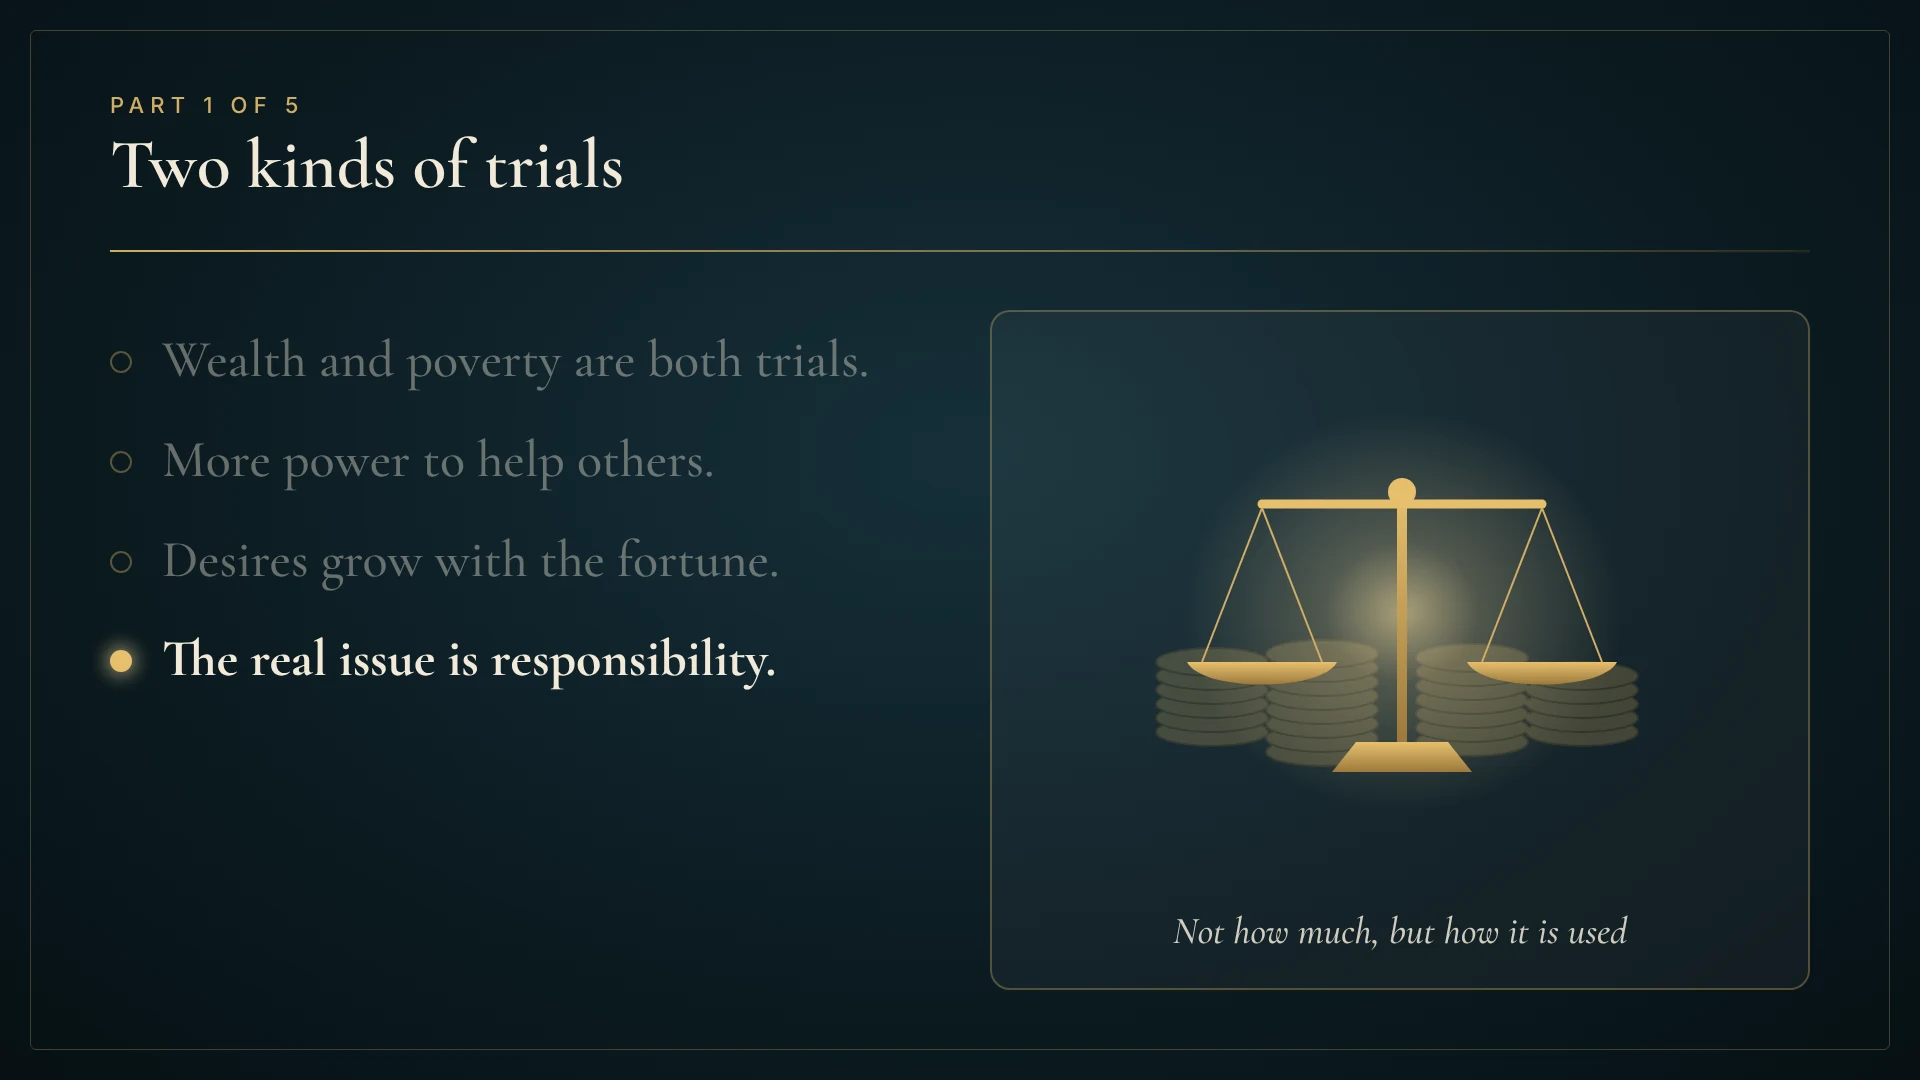 PART 1 OF 5
Two kinds of trials
Wealth and poverty are both trials.
More power to help others.
Desires grow with the fortune.
The real issue is responsibility.
Not how much, but how it is used